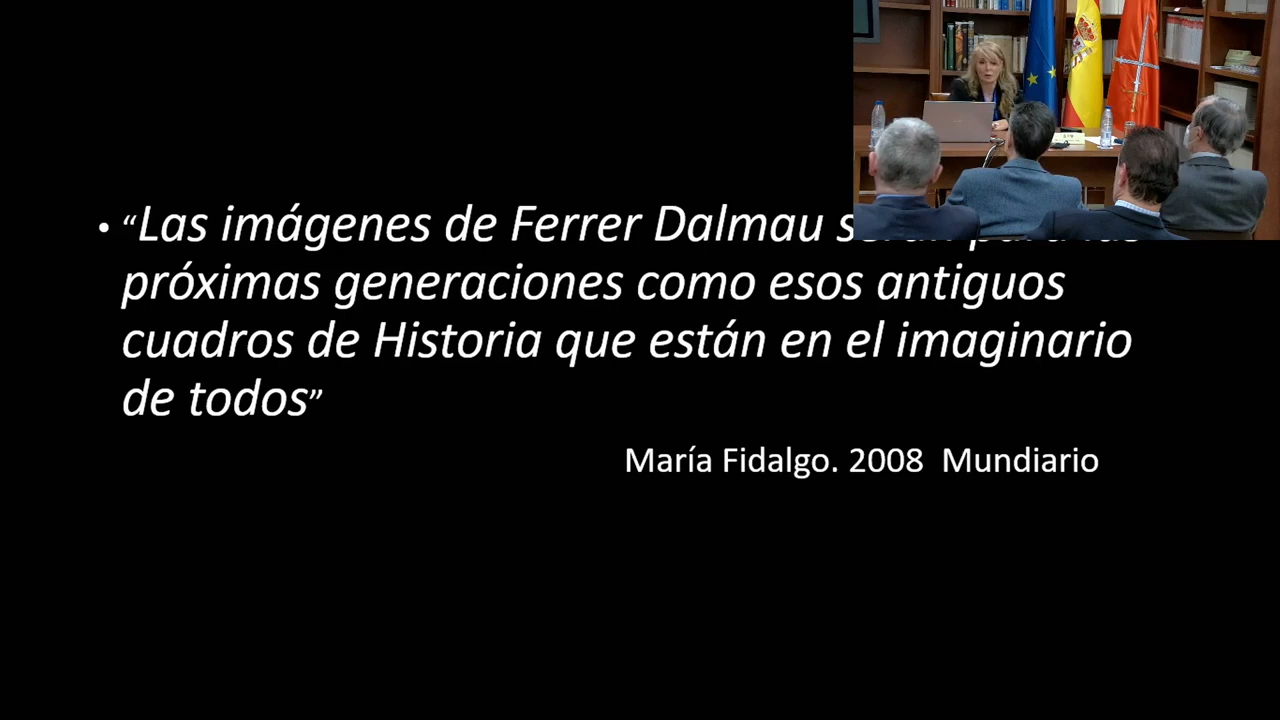 • “Las imágenes de Ferrer Dalmau
próximas generaciones como esos antiguos
cuadros de Historia que están en el imaginario
de todos”
María Fidalgo. 2008 Mundiario